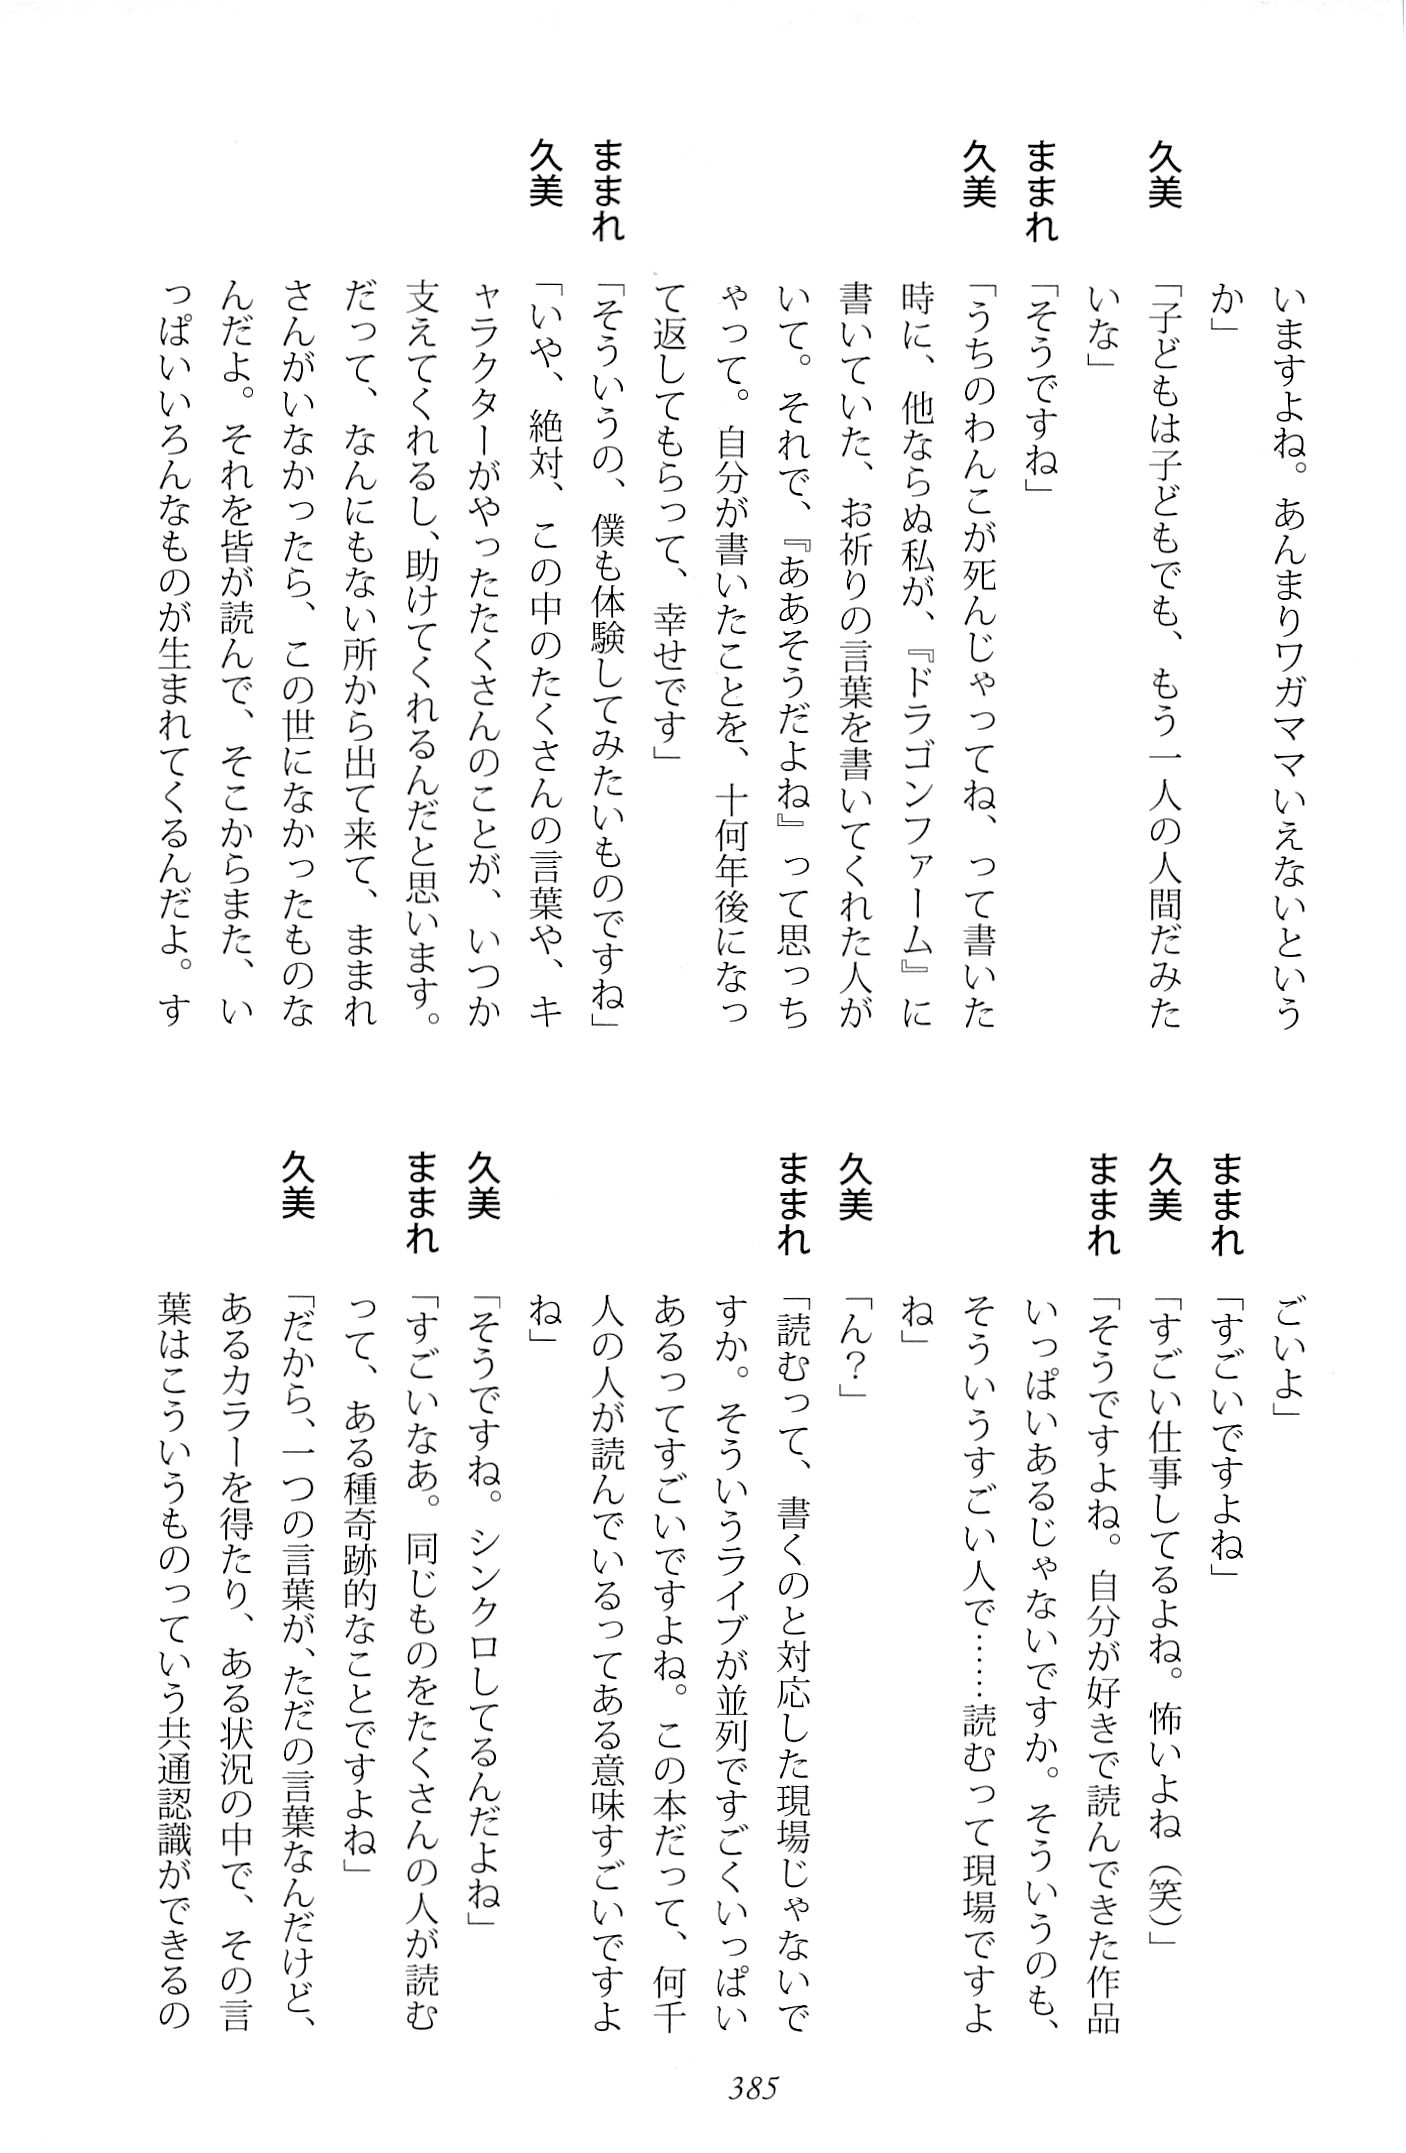 いますよね。あんまりワガママいえないという
か」
久美　「子どもは子どもでも、もう一人の人間だみた
いな」
ままれ　「そうですね」
久美　「うちのわんこが死んじゃってね、って書いた
時に、他ならぬ私が、『ドラゴンファーム』に
書いていた、お祈りの言葉を書いてくれた人が
いて。それで、『ああそうだよね』って思っち
ゃって。自分が書いたことを、十何年後になっ
て返してもらって、幸せです」
ままれ　「そういうの、僕も体験してみたいものですね」
久美　「いや、絶対、この中のたくさんの言葉や、キ
ャラクターがやったたくさんのことが、いつか
支えてくれるし、助けてくれるんだと思います。
だって、なんにもない所から出て来て、ままれ
さんがいなかったら、この世になかったものな
んだよ。それを皆が読んで、そこからまた、い
っぱいいろんなものが生まれてくるんだよ。す
ごいよ」
ままれ　「すごいですよね」
久美　「すごい仕事してるよね。怖いよね（笑）」
ままれ　「そうですよね。自分が好きで読んできた作品
いっぱいあるじゃないですか。そういうのも、
そういうすごい人で……読むって現場ですよ
ね」
久美　「ん？」
ままれ　「読むって、書くのと対応した現場じゃないで
すか。そういうライブが並列ですごくいっぱい
あるってすごいですよね。この本だって、何千
人の人が読んでいるってある意味すごいですよ
ね」
久美　「そうですね。シンクロしてるんだよね」
ままれ　「すごいなあ。同じものをたくさんの人が読む
って、ある種奇跡的なことですよね」
久美　「だから、一つの言葉が、ただの言葉なんだけど、
あるカラーを得たり、ある状況の中で、その言
葉はこういうものっていう共通認識ができるの
385